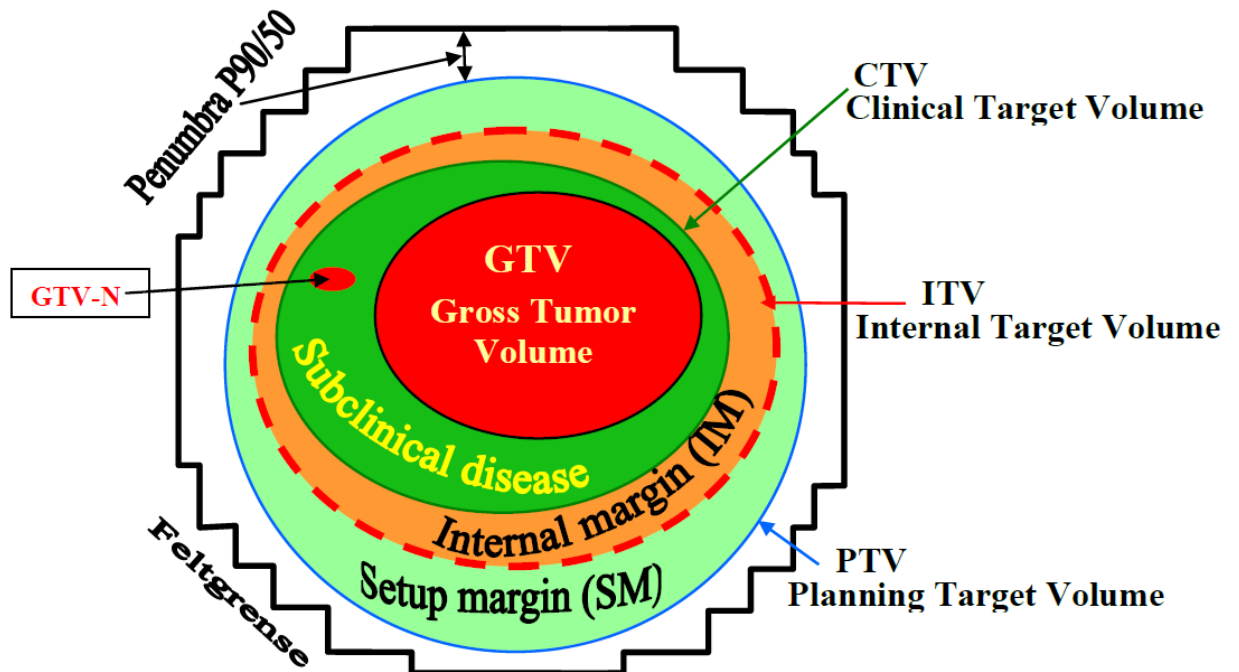 Penumbra P90/50
CTV
Clinical Target Volume
GTV
Gross Tumor
Volume
GTV-N
ITV
Internal Target Volume
Subclinical disease
Internal margin (IM)
Setup margin (SM)
Feltgrense
PTV
Planning Target Volume